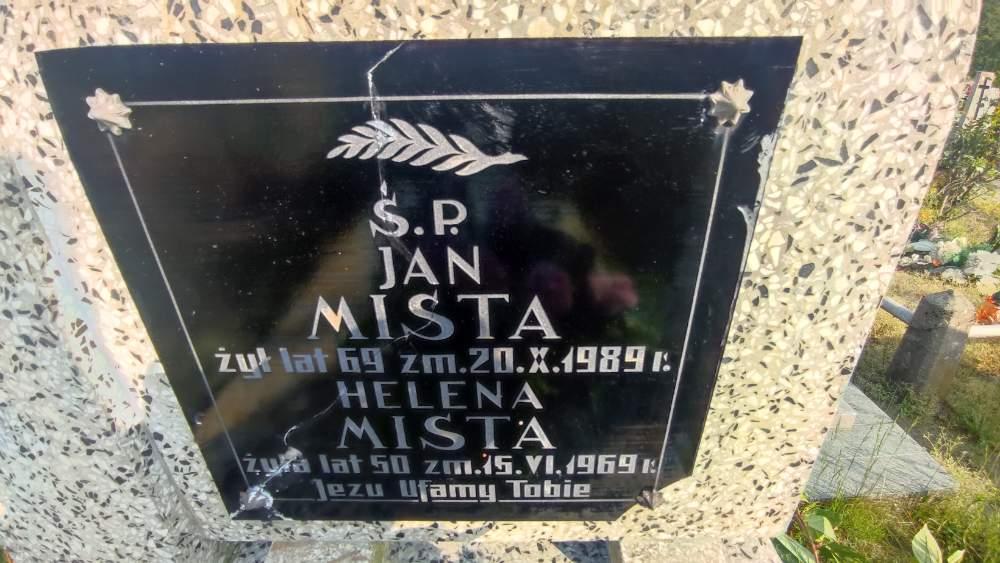 Ś.P.
JAN
MISTA
żył lat 69 zm. 20.X.1989 r.
HELENA
MISTA
żyła lat 50 zm. 15.VI.1969 r.
Jezu Ufamy Tobie